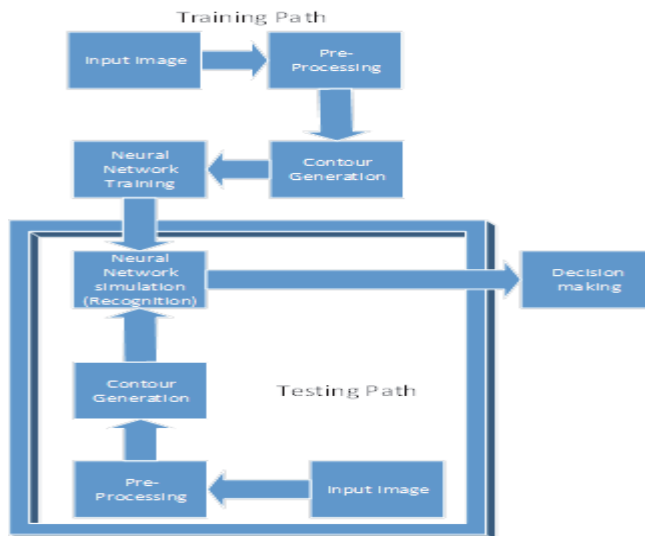 Training Path
Input Image
Pre-
Processing
Neural
Network
Training
Contour
Generation
Neural
Network
simulation
(Recognition)
Decision
making
Contour
Generation
Testing Path
Pre-
Processing
Input Image